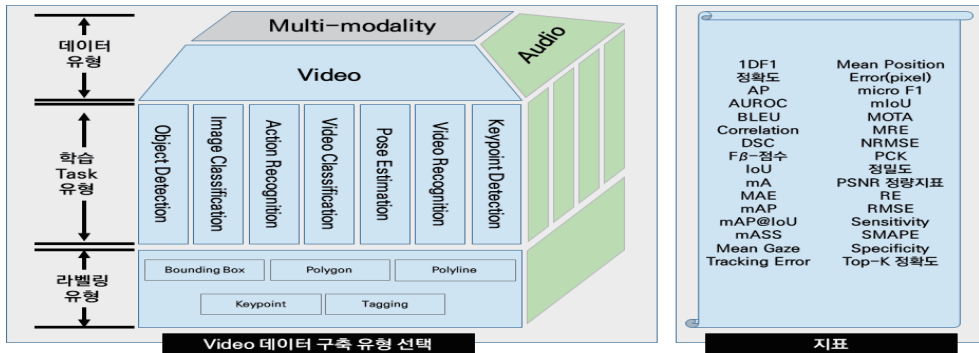 Multi-modality
Audio
Video
데이터
유형
학습
Task
유형
Object Detection
Image Classification
Action Recognition
Video Classification
Pose Estimation
Video Recognition
Keypoint Detection
라벨링
유형
Bounding Box
Polygon
Polyline
Keypoint
Tagging
Video 데이터 구축 유형 선택
1DF1
정확도
AP
AUROC
BLEU
Correlation
DSC
Fβ-점수
IoU
mA
MAE
mAP
mAP@IoU
mASS
Mean Gaze
Tracking Error
Mean Position
Error(pixel)
micro F1
mIoU
MOTA
MRE
NRMSE
PCK
정밀도
PSNR 정량지표
RE
RMSE
Sensitivity
SMAPE
Specificity
Top-K 정확도
지표